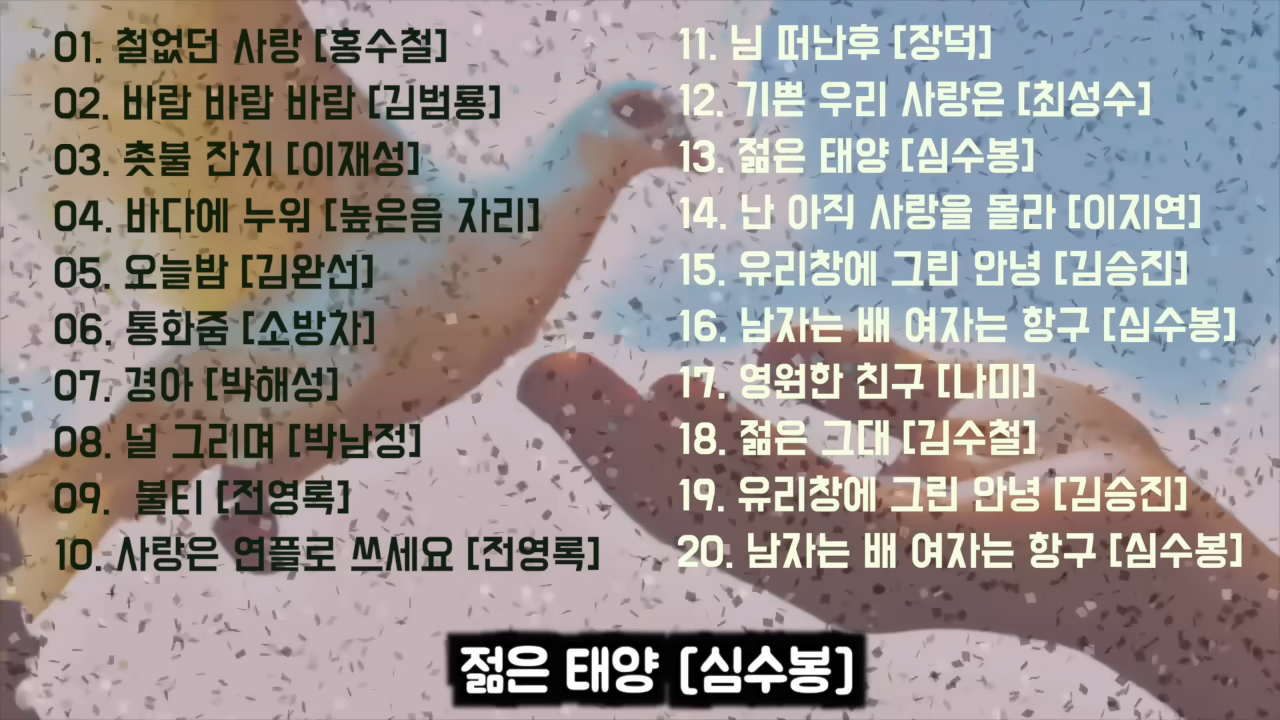 01. 철없던 사랑 [홍수철]
02. 바람 바람 바람 [김범룡]
03. 촛불 잔치 [이재성]
04. 바다에 누워 [높은음 자리]
05. 오늘밤 [김완선]
06. 통화중 [소방차]
07. 경아 [박해성]
08. 널 그리며 [박남정]
09. 불티 [전영록]
10. 사랑은 연플로 쓰세요 [전영록]
11. 님 떠난후 [장덕]
12. 기쁜 우리 사랑은 [최성수]
13. 젊은 태양 [심수봉]
14. 난 아직 사랑을 몰라 [이지연]
15. 유리창에 그린 안녕 [김승진]
16. 남자는 배 여자는 항구 [심수봉]
17. 영원한 친구 [나미]
18. 젊은 그대 [김수철]
19. 유리창에 그린 안녕 [김승진]
20. 남자는 배 여자는 항구 [심수봉]
젊은 태양 [심수봉]